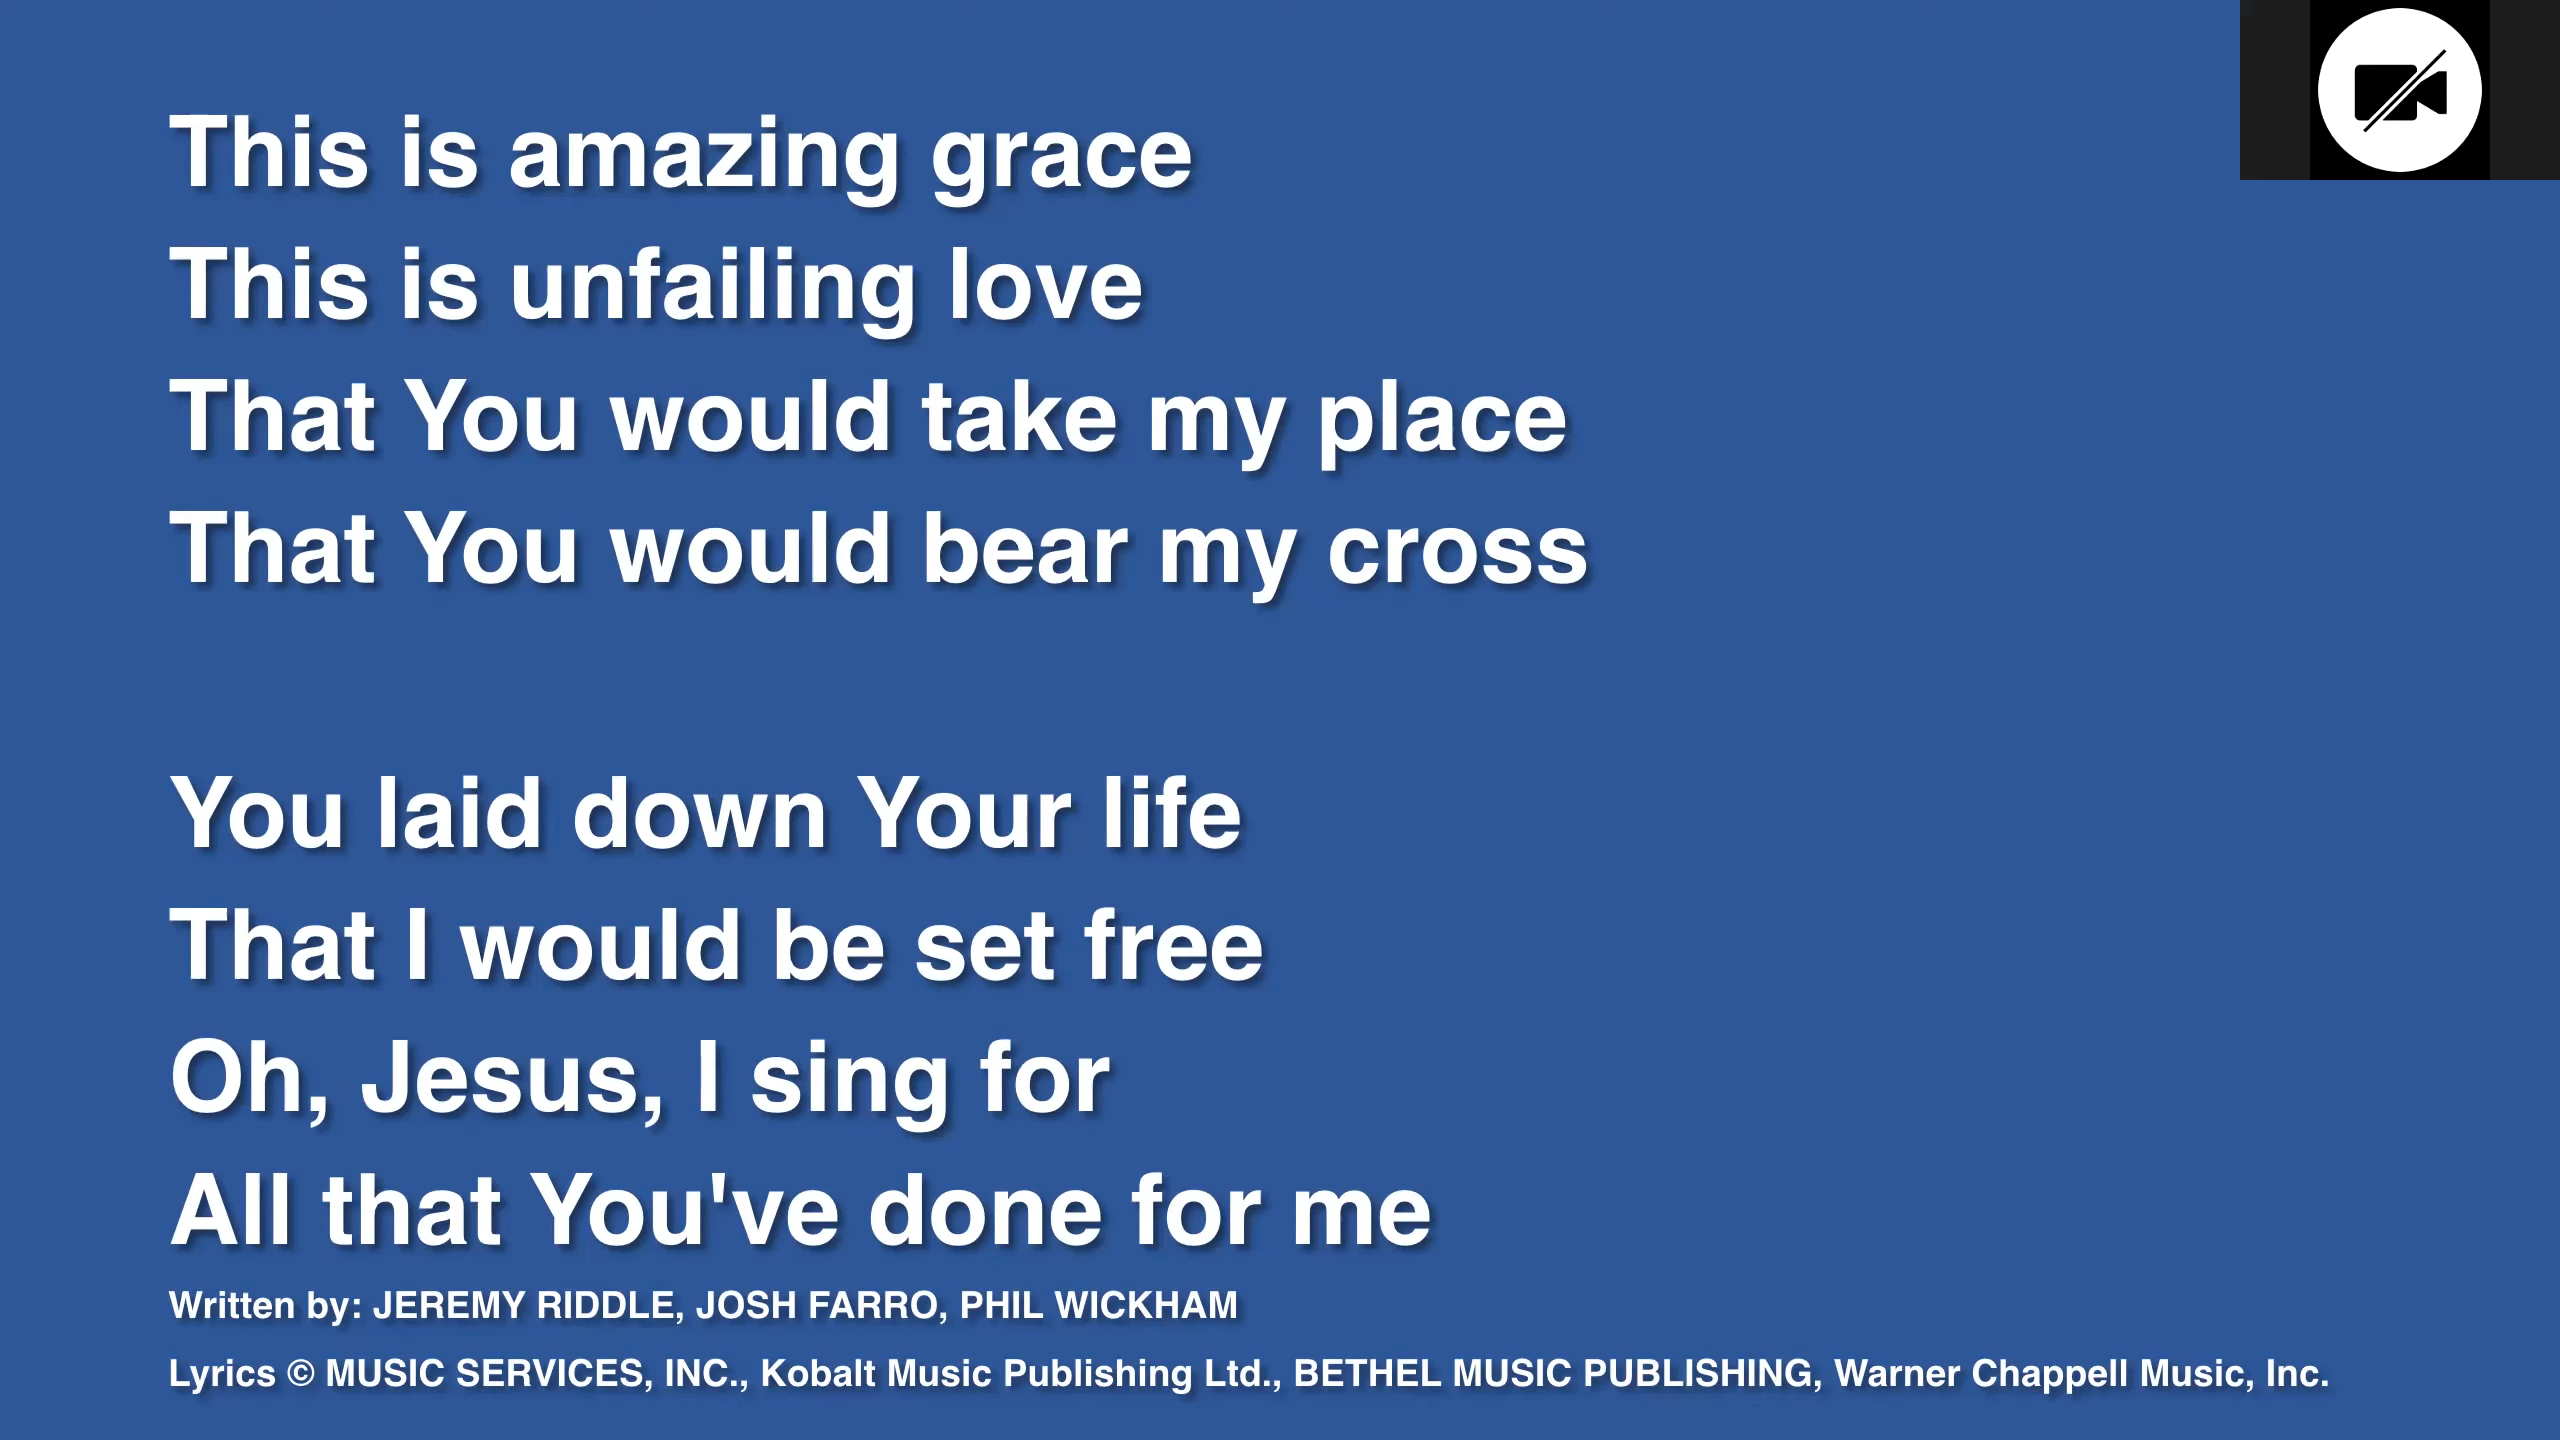 This is amazing grace
This is unfailing love
That You would take my place
That You would bear my cross
You laid down Your life
That I would be set free
Oh, Jesus, I sing for
All that You've done for me
Written by: JEREMY RIDDLE, JOSH FARRO, PHIL WICKHAM
Lyrics © MUSIC SERVICES, INC., Kobalt Music Publishing Ltd., BETHEL MUSIC PUBLISHING, Warner Chappell Music, Inc.